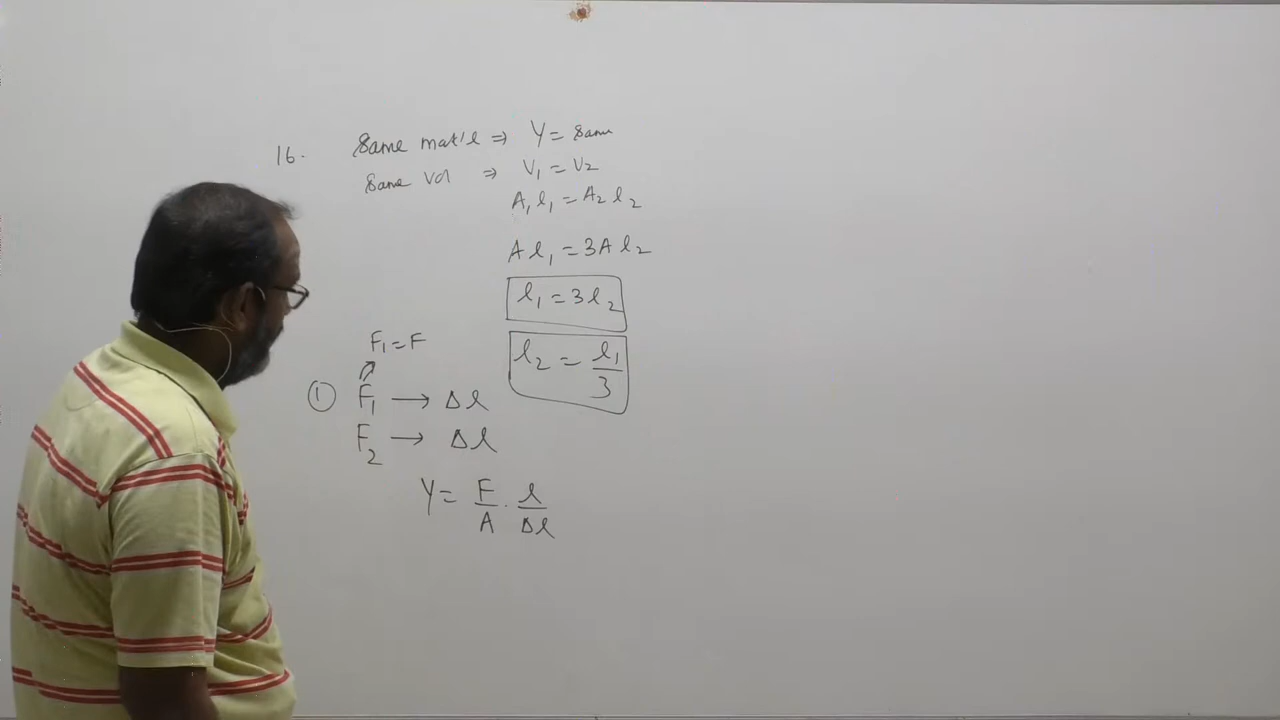 16. Same mat'l ⇒ Y = Same
Same Vol ⇒ V₁ = V₂
A₁ l₁ = A₂ l₂
A l₁ = 3A l₂
l₁ = 3 l₂
l₂ = l₁/3
F₁ = F
① F₁ → Δl
F₂ → Δl
Y = F/A · l/Δl